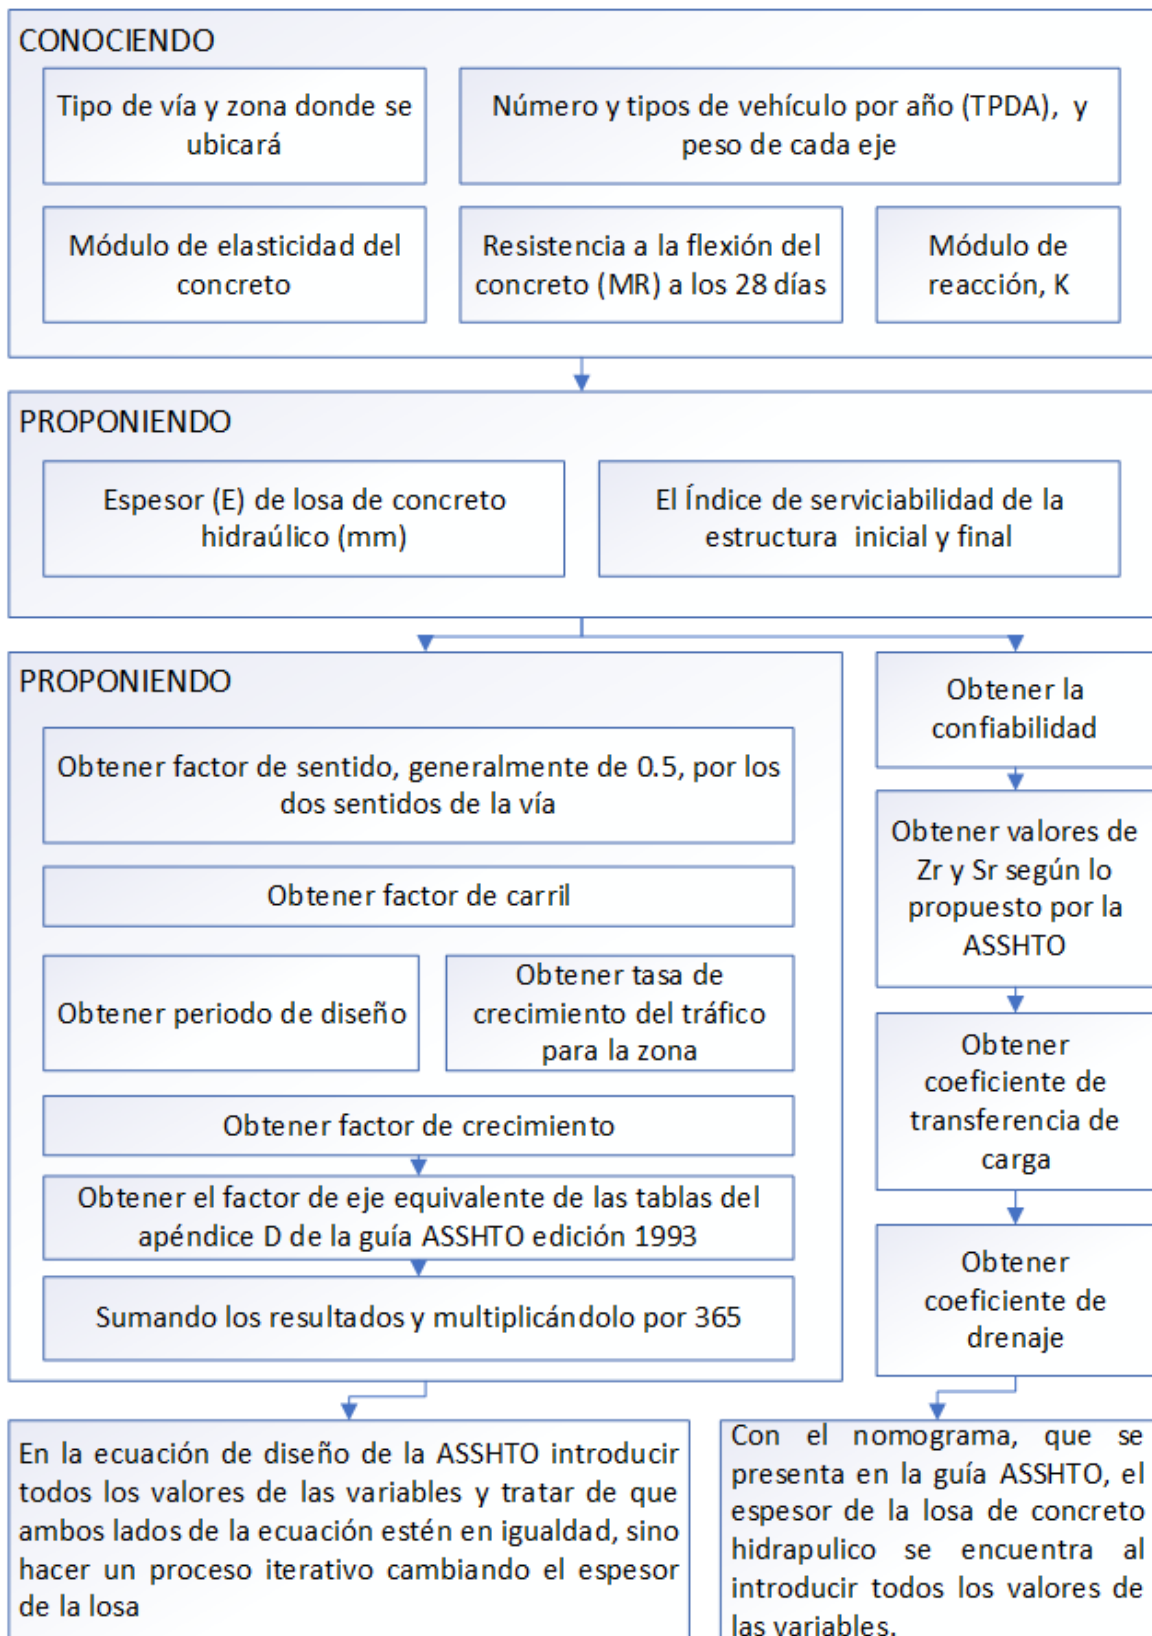 CONOCIENDO
Tipo de vía y zona donde se
ubicará
Número y tipos de vehículo por año (TPDA), y
peso de cada eje
Módulo de elasticidad del
concreto
Resistencia a la flexión del
concreto (MR) a los 28 días
Módulo de
reacción, K
PROPONIENDO
Espesor (E) de losa de concreto
hidraúlico (mm)
El Índice de serviciabilidad de la
estructura inicial y final
PROPONIENDO
Obtener factor de sentido, generalmente de 0.5, por los
dos sentidos de la vía
Obtener factor de carril
Obtener periodo de diseño
Obtener tasa de
crecimiento del tráfico
para la zona
Obtener factor de crecimiento
Obtener el factor de eje equivalente de las tablas del
apéndice D de la guía ASSHTO edición 1993
Sumando los resultados y multiplicándolo por 365
Obtener la
confiabilidad
Obtener valores de
Zr y Sr según lo
propuesto por la
ASSHTO
Obtener
coeficiente de
transferencia de
carga
Obtener
coeficiente de
drenaje
En la ecuación de diseño de la ASSHTO introducir
todos los valores de las variables y tratar de que
ambos lados de la ecuación estén en igualdad, sino
hacer un proceso iterativo cambiando el espesor
de la losa
Con el nomograma, que se
presenta en la guía ASSHTO, el
espesor de la losa de concreto
hidrapulico se encuentra al
introducir todos los valores de
las variables.